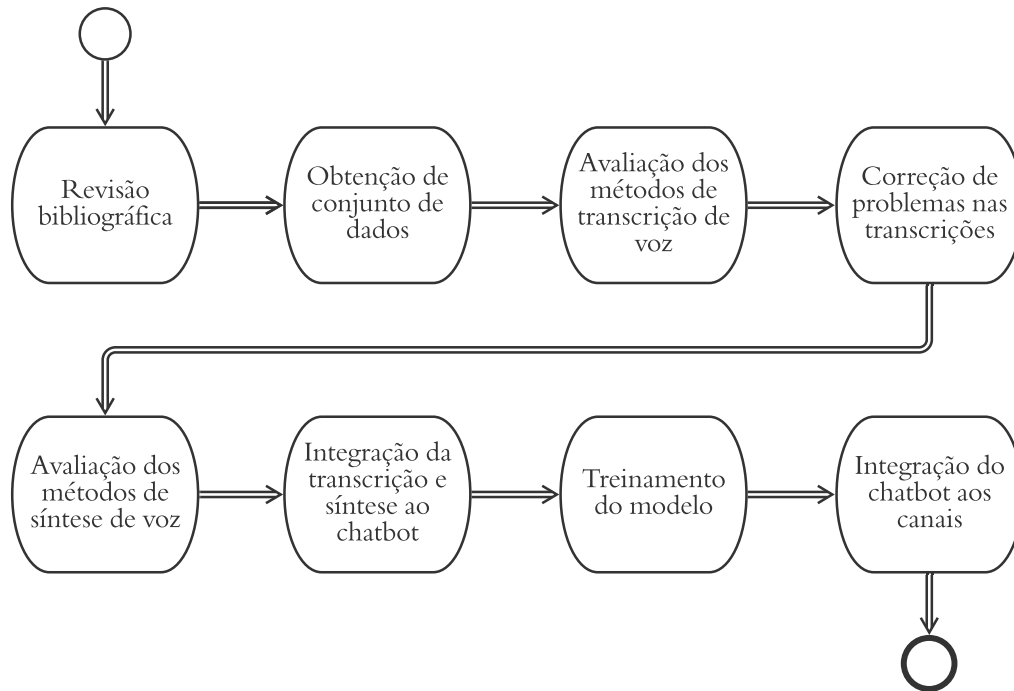 Revisão
bibliográfica
Obtenção de
conjunto de
dados
Avaliação dos
métodos de
transcrição de
voz
Correção de
problemas nas
transcrições
Avaliação dos
métodos de
síntese de voz
Integração da
transcrição e
síntese ao
chatbot
Treinamento
do modelo
Integração do
chatbot aos
canais